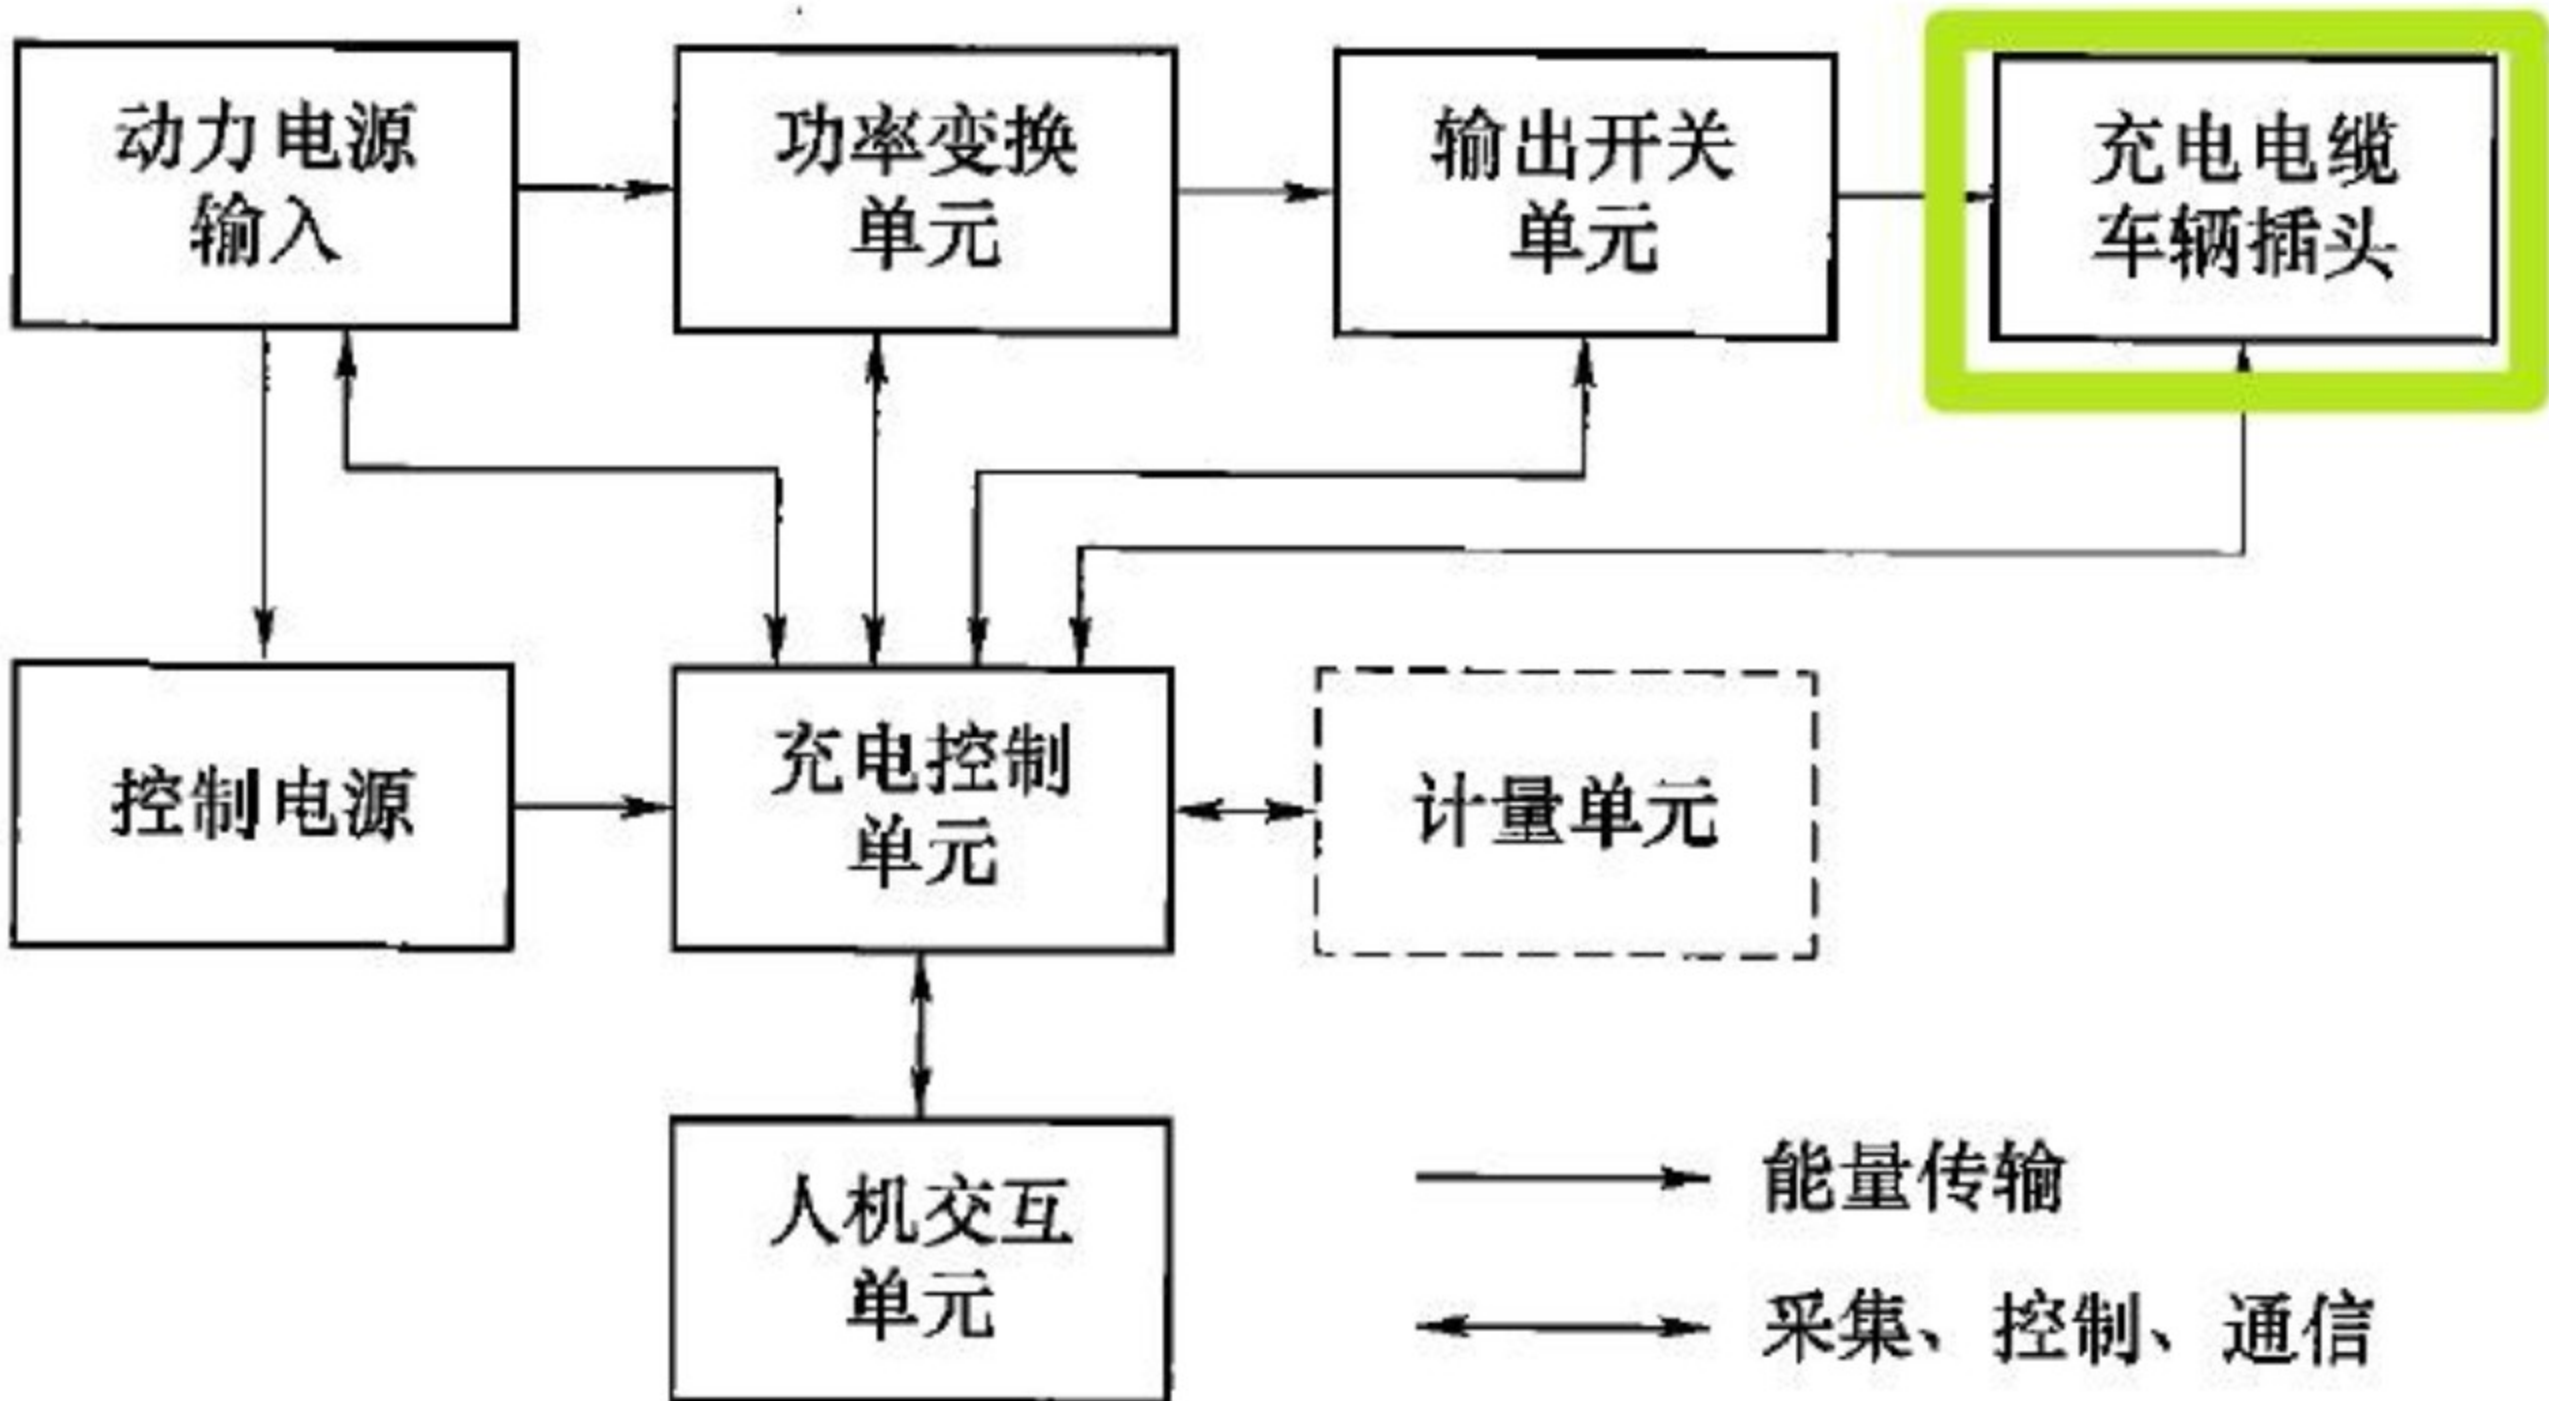 动力电源
输入
功率变换
单元
输出开关
单元
充电电缆
车辆插头
控制电源
充电控制
单元
计量单元
人机交互
单元
能量传输
采集、控制、通信